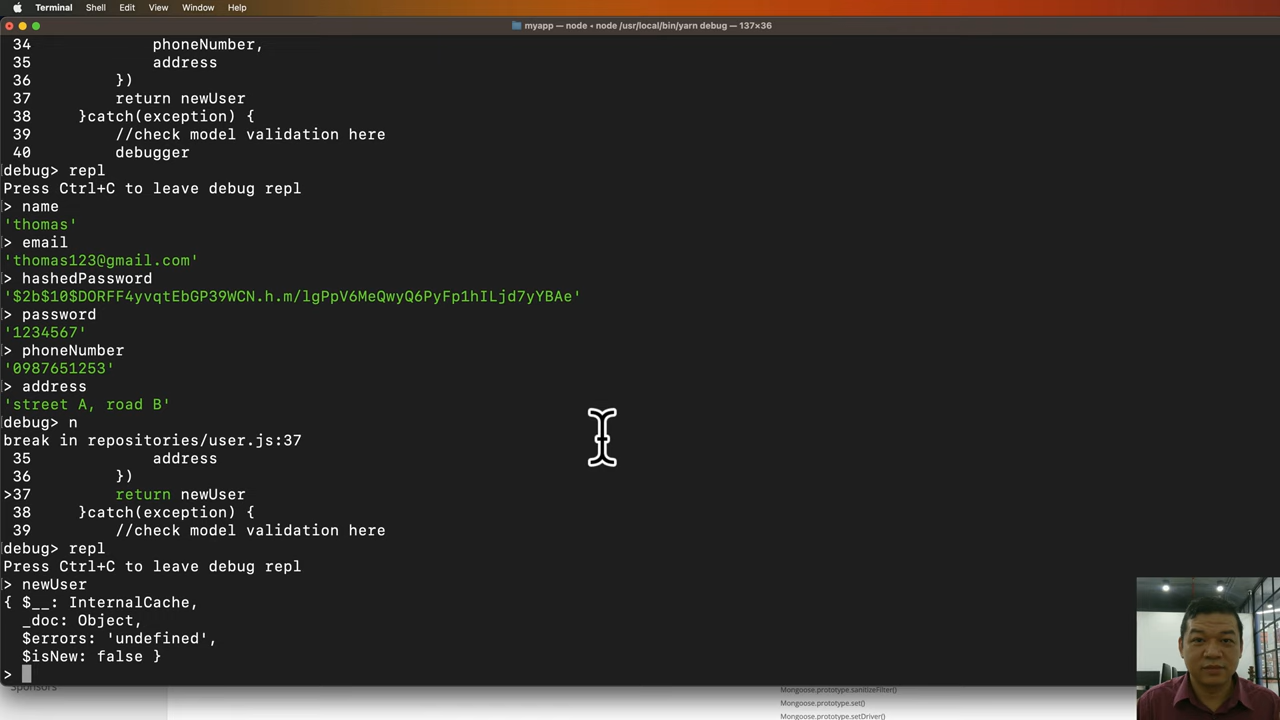 Terminal Shell Edit View Window Help
myapp — node ◂ node /usr/local/bin/yarn debug — 137×36
34 phoneNumber,
35 address
36 })
37 return newUser
38 }catch(exception) {
39 //check model validation here
40 debugger
debug> repl
Press Ctrl+C to leave debug repl
> name
'thomas'
> email
'thomas123@gmail.com'
> hashedPassword
'$2b$10$DORFF4yvqtEbGP39WCN.h.m/lgPpV6MeQwyQ6PyFp1hILjd7yYBAe'
> password
'1234567'
> phoneNumber
'0987651253'
> address
'street A, road B'
debug> n
break in repositories/user.js:37
35 address
36 })
>37 return newUser
38 }catch(exception) {
39 //check model validation here
debug> repl
Press Ctrl+C to leave debug repl
> newUser
{ $__: InternalCache,
_doc: Object,
$errors: 'undefined',
$isNew: false }
>
Sponsors
Mongoose.prototype.sanitizeFilter()
Mongoose.prototype.set()
Mongoose.prototype.setDriver()